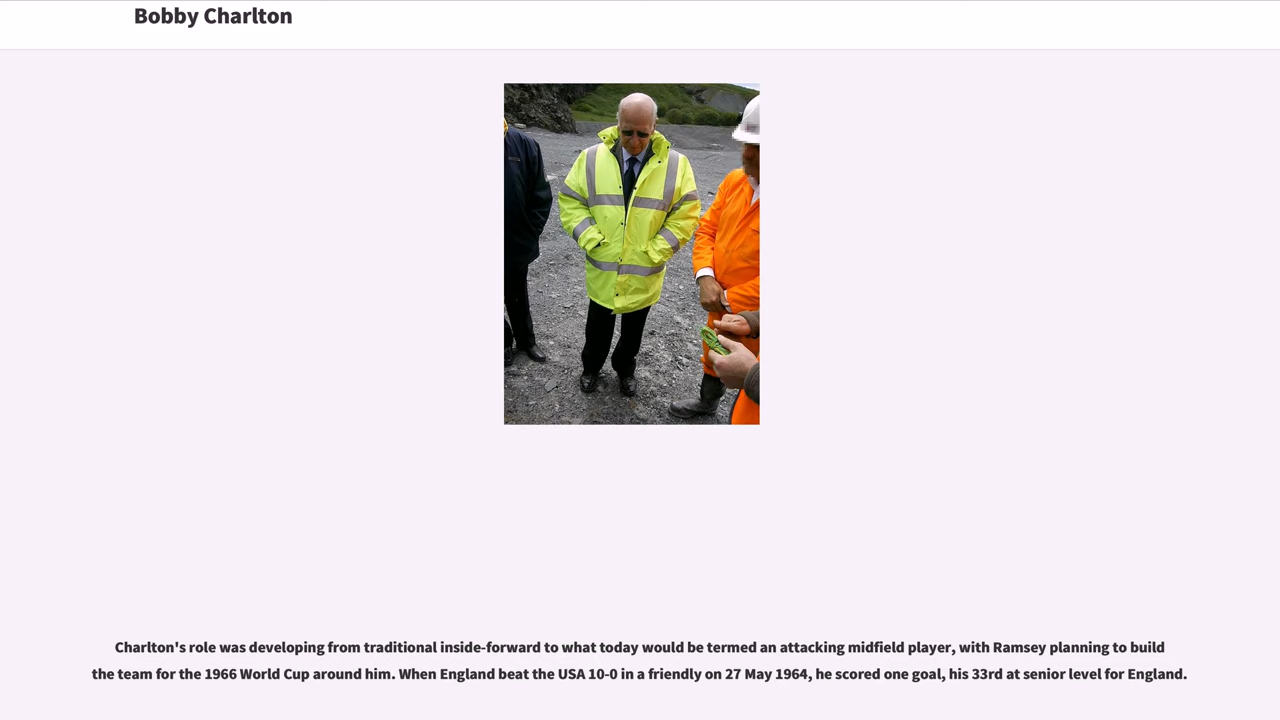 Bobby Charlton
Charlton's role was developing from traditional inside-forward to what today would be termed an attacking midfield player, with Ramsey planning to build
the team for the 1966 World Cup around him. When England beat the USA 10-0 in a friendly on 27 May 1964, he scored one goal, his 33rd at senior level for England.